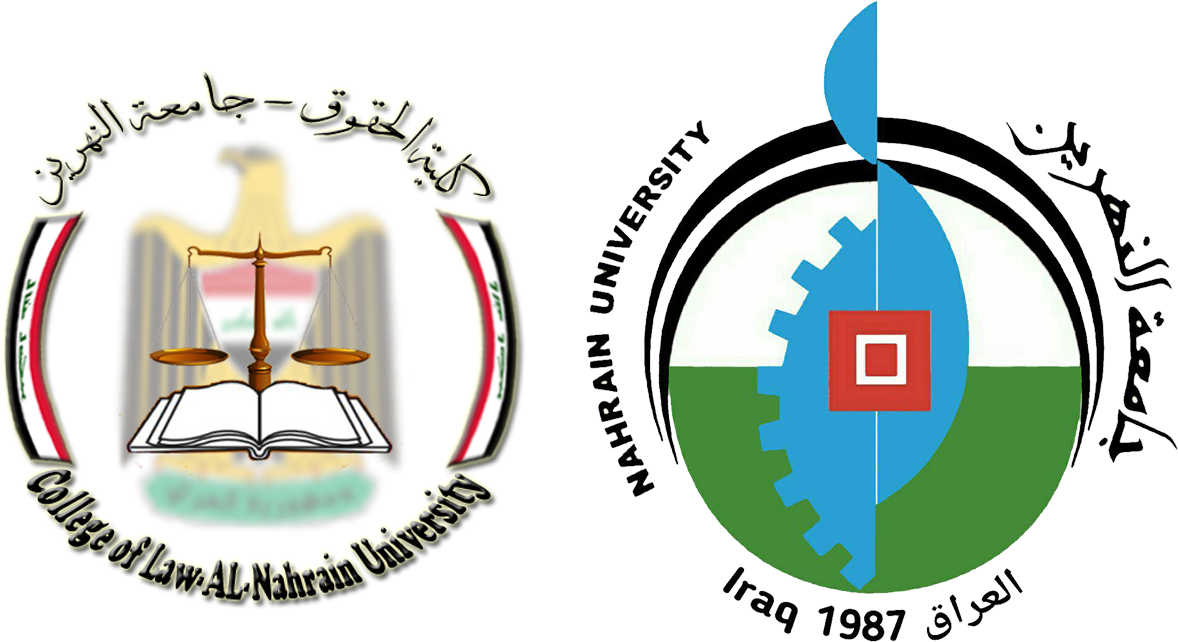 كلية الحقوق - جامعة النهرين
College of Law-AL-Nahrain University
NAHRAIN UNIVERSITY
جامعة النهرين
Iraq 1987 العراق